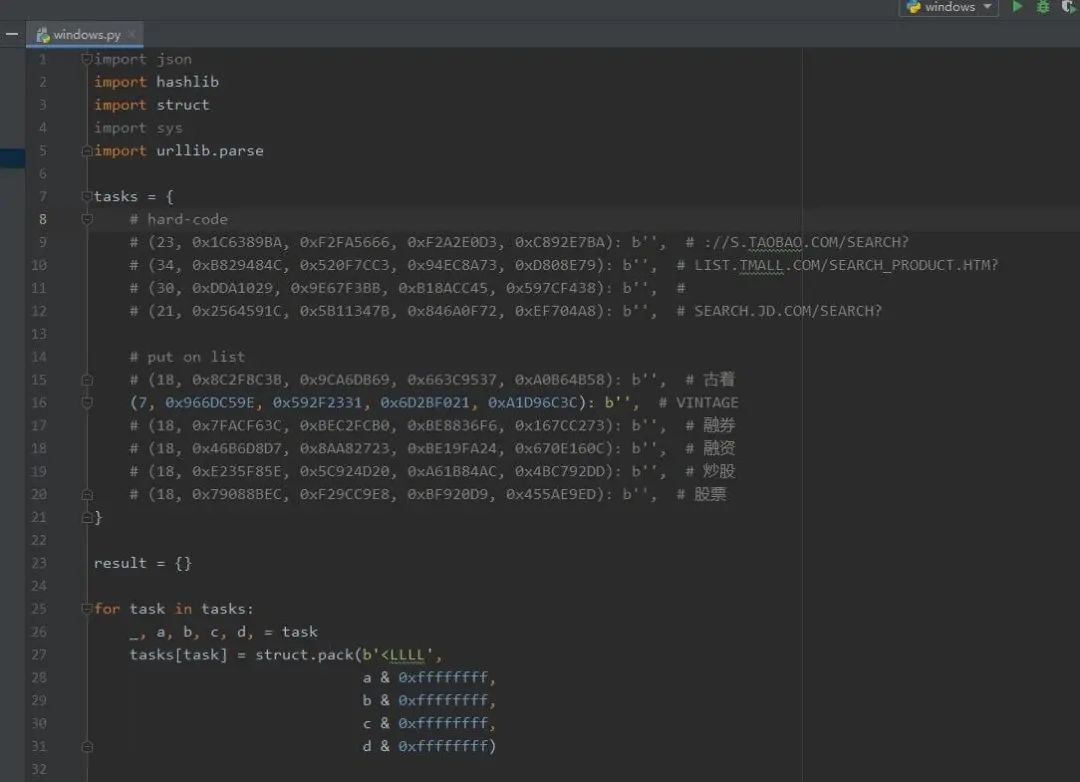 windows
windows.py
1 import json
2 import hashlib
3 import struct
4 import sys
5 import urllib.parse
6
7 tasks = {
8 # hard-code
9 # (23, 0x1C6389BA, 0xF2FA5666, 0xF2A2E0D3, 0xC892E7BA): b'', # ://S.TAOBAO.COM/SEARCH?
10 # (34, 0xB829484C, 0x520F7CC3, 0x94EC8A73, 0xD808E79): b'', # LIST.TMALL.COM/SEARCH_PRODUCT.HTM?
11 # (30, 0xDDA1029, 0x9E67F3BB, 0xB18ACC45, 0x597CF438): b'', #
12 # (21, 0x2564591C, 0x5B11347B, 0x846A0F72, 0xEF704A8): b'', # SEARCH.JD.COM/SEARCH?
13
14 # put on list
15 # (18, 0x8C2F8C3B, 0x9CA6DB69, 0x663C9537, 0xA0B64B58): b'', # 古着
16 (7, 0x966DC59E, 0x592F2331, 0x6D2BF021, 0xA1D96C3C): b'', # VINTAGE
17 # (18, 0x7FACF63C, 0xBEC2FCB0, 0xBE8836F6, 0x167CC273): b'', # 融券
18 # (18, 0x46B6D8D7, 0x8AA82723, 0xBE19FA24, 0x670E160C): b'', # 融资
19 # (18, 0xE235F85E, 0x5C924D20, 0xA61B84AC, 0x4BC792DD): b'', # 炒股
20 # (18, 0x79088BEC, 0xF29CC9E8, 0xBF920D9, 0x455AE9ED): b'', # 股票
21 }
22
23 result = {}
24
25 for task in tasks:
26 _, a, b, c, d, = task
27 tasks[task] = struct.pack(b'<LLLL',
28 a & 0xffffffff,
29 b & 0xffffffff,
30 c & 0xffffffff,
31 d & 0xffffffff)
32